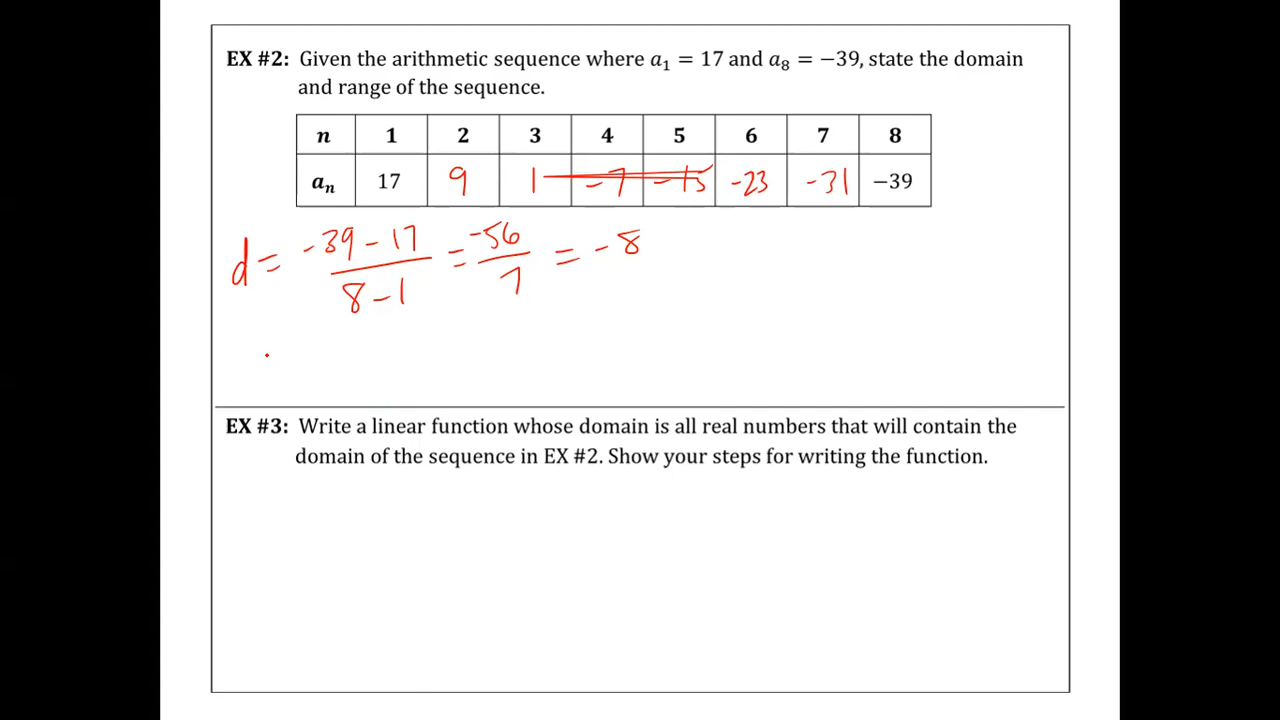 EX #2: Given the arithmetic sequence where a₁ = 17 and a₈ = −39, state the domain
and range of the sequence.
n 1 2 3 4 5 6 7 8
aₙ 17 9 1 -7 -15 -23 -31 −39
d = -39 - 17 / 8 - 1 = -56 / 7 = -8
EX #3: Write a linear function whose domain is all real numbers that will contain the
domain of the sequence in EX #2. Show your steps for writing the function.